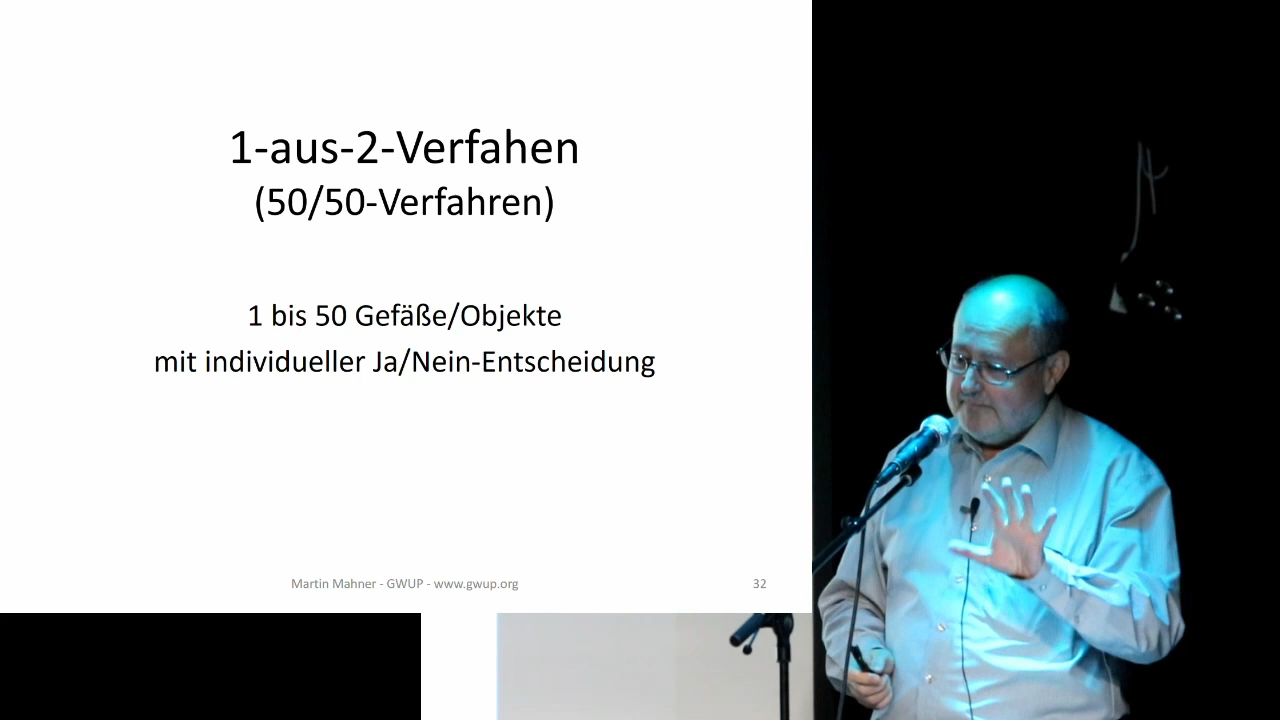 1-aus-2-Verfahen
(50/50-Verfahren)
1 bis 50 Gefäße/Objekte
mit individueller Ja/Nein-Entscheidung
Martin Mahner - GWUP - www.gwup.org
32